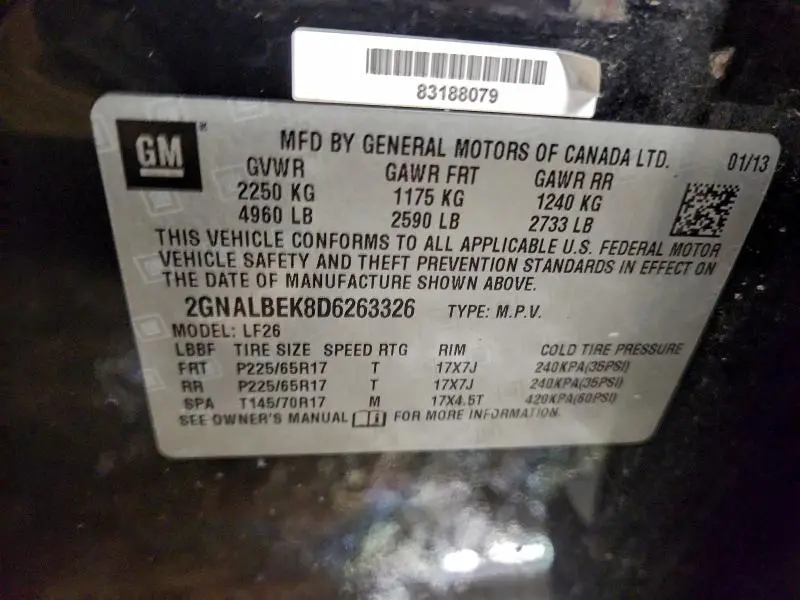 83188079
GM ®
MFD BY GENERAL MOTORS OF CANADA LTD. 01/13
GVWR GAWR FRT GAWR RR
2250 KG 1175 KG 1240 KG
4960 LB 2590 LB 2733 LB
THIS VEHICLE CONFORMS TO ALL APPLICABLE U.S. FEDERAL MOTOR
VEHICLE SAFETY AND THEFT PREVENTION STANDARDS IN EFFECT ON
THE DATE OF MANUFACTURE SHOWN ABOVE.
2GNALBEK8D6263326 TYPE: M.P.V.
MODEL: LF26
LBBF TIRE SIZE SPEED RTG RIM COLD TIRE PRESSURE
FRT P225/65R17 T 17X7J 240KPA(35PSI)
RR P225/65R17 T 17X7J 240KPA(35PSI)
SPA T145/70R17 M 17X4.5T 420KPA(60PSI)
SEE OWNER'S MANUAL FOR MORE INFORMATION.